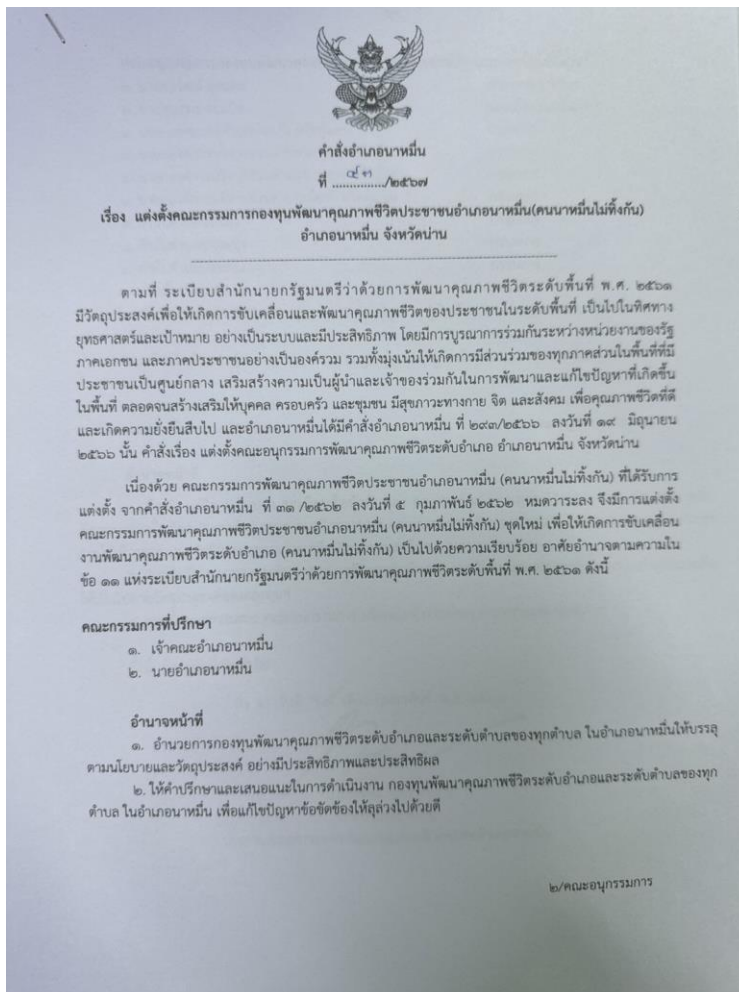 คำสั่งอำเภอนาหมื่น
ที่ ...๔๓.../๒๕๖๗
เรื่อง แต่งตั้งคณะกรรมการกองทุนพัฒนาคุณภาพชีวิตประชาชนอำเภอนาหมื่น(คนนาหมื่นไม่ทิ้งกัน)
อำเภอนาหมื่น จังหวัดน่าน
ตามที่ ระเบียบสำนักนายกรัฐมนตรีว่าด้วยการพัฒนาคุณภาพชีวิตระดับพื้นที่ พ.ศ. ๒๕๖๑
มีวัตถุประสงค์เพื่อให้เกิดการขับเคลื่อนและพัฒนาคุณภาพชีวิตของประชาชนในระดับพื้นที่ เป็นไปในทิศทาง
ยุทธศาสตร์และเป้าหมาย อย่างเป็นระบบและมีประสิทธิภาพ โดยมีการบูรณาการร่วมกันระหว่างหน่วยงานของรัฐ
ภาคเอกชน และภาคประชาชนอย่างเป็นองค์รวม รวมทั้งมุ่งเน้นให้เกิดการมีส่วนร่วมของทุกภาคส่วนในพื้นที่ที่มี
ประชาชนเป็นศูนย์กลาง เสริมสร้างความเป็นผู้นำและเจ้าของร่วมกันในการพัฒนาและแก้ไขปัญหาที่เกิดขึ้น
ในพื้นที่ ตลอดจนสร้างเสริมให้บุคคล ครอบครัว และชุมชน มีสุขภาวะทางกาย จิต และสังคม เพื่อคุณภาพชีวิตที่ดี
และเกิดความยั่งยืนสืบไป และอำเภอนาหมื่นได้มีคำสั่งอำเภอนาหมื่น ที่ ๒๙๓/๒๕๖๖ ลงวันที่ ๑๙ มิถุนายน
๒๕๖๖ นั้น คำสั่งเรื่อง แต่งตั้งคณะอนุกรรมการพัฒนาคุณภาพชีวิตระดับอำเภอ อำเภอนาหมื่น จังหวัดน่าน
เนื่องด้วย คณะกรรมการพัฒนาคุณภาพชีวิตประชาชนอำเภอนาหมื่น (คนนาหมื่นไม่ทิ้งกัน) ที่ได้รับการ
แต่งตั้ง จากคำสั่งอำเภอนาหมื่น ที่ ๓๑ /๒๕๖๒ ลงวันที่ ๕ กุมภาพันธ์ ๒๕๖๒ หมดวาระลง จึงมีการแต่งตั้ง
คณะกรรมการพัฒนาคุณภาพชีวิตประชาชนอำเภอนาหมื่น (คนนาหมื่นไม่ทิ้งกัน) ชุดใหม่ เพื่อให้เกิดการขับเคลื่อน
งานพัฒนาคุณภาพชีวิตระดับอำเภอ (คนนาหมื่นไม่ทิ้งกัน) เป็นไปด้วยความเรียบร้อย อาศัยอำนาจตามความใน
ข้อ ๑๑ แห่งระเบียบสำนักนายกรัฐมนตรีว่าด้วยการพัฒนาคุณภาพชีวิตระดับพื้นที่ พ.ศ. ๒๕๖๑ ดังนี้
คณะกรรมการที่ปรึกษา
๑. เจ้าคณะอำเภอนาหมื่น
๒. นายอำเภอนาหมื่น
อำนาจหน้าที่
๑. อำนวยการกองทุนพัฒนาคุณภาพชีวิตระดับอำเภอและระดับตำบลของทุกตำบล ในอำเภอนาหมื่นให้บรรลุ
ตามนโยบายและวัตถุประสงค์ อย่างมีประสิทธิภาพและประสิทธิผล
๒. ให้คำปรึกษาและเสนอแนะในการดำเนินงาน กองทุนพัฒนาคุณภาพชีวิตระดับอำเภอและระดับตำบลของทุก
ตำบล ในอำเภอนาหมื่น เพื่อแก้ไขปัญหาข้อขัดข้องให้ลุล่วงไปด้วยดี
๒/คณะอนุกรรมการ